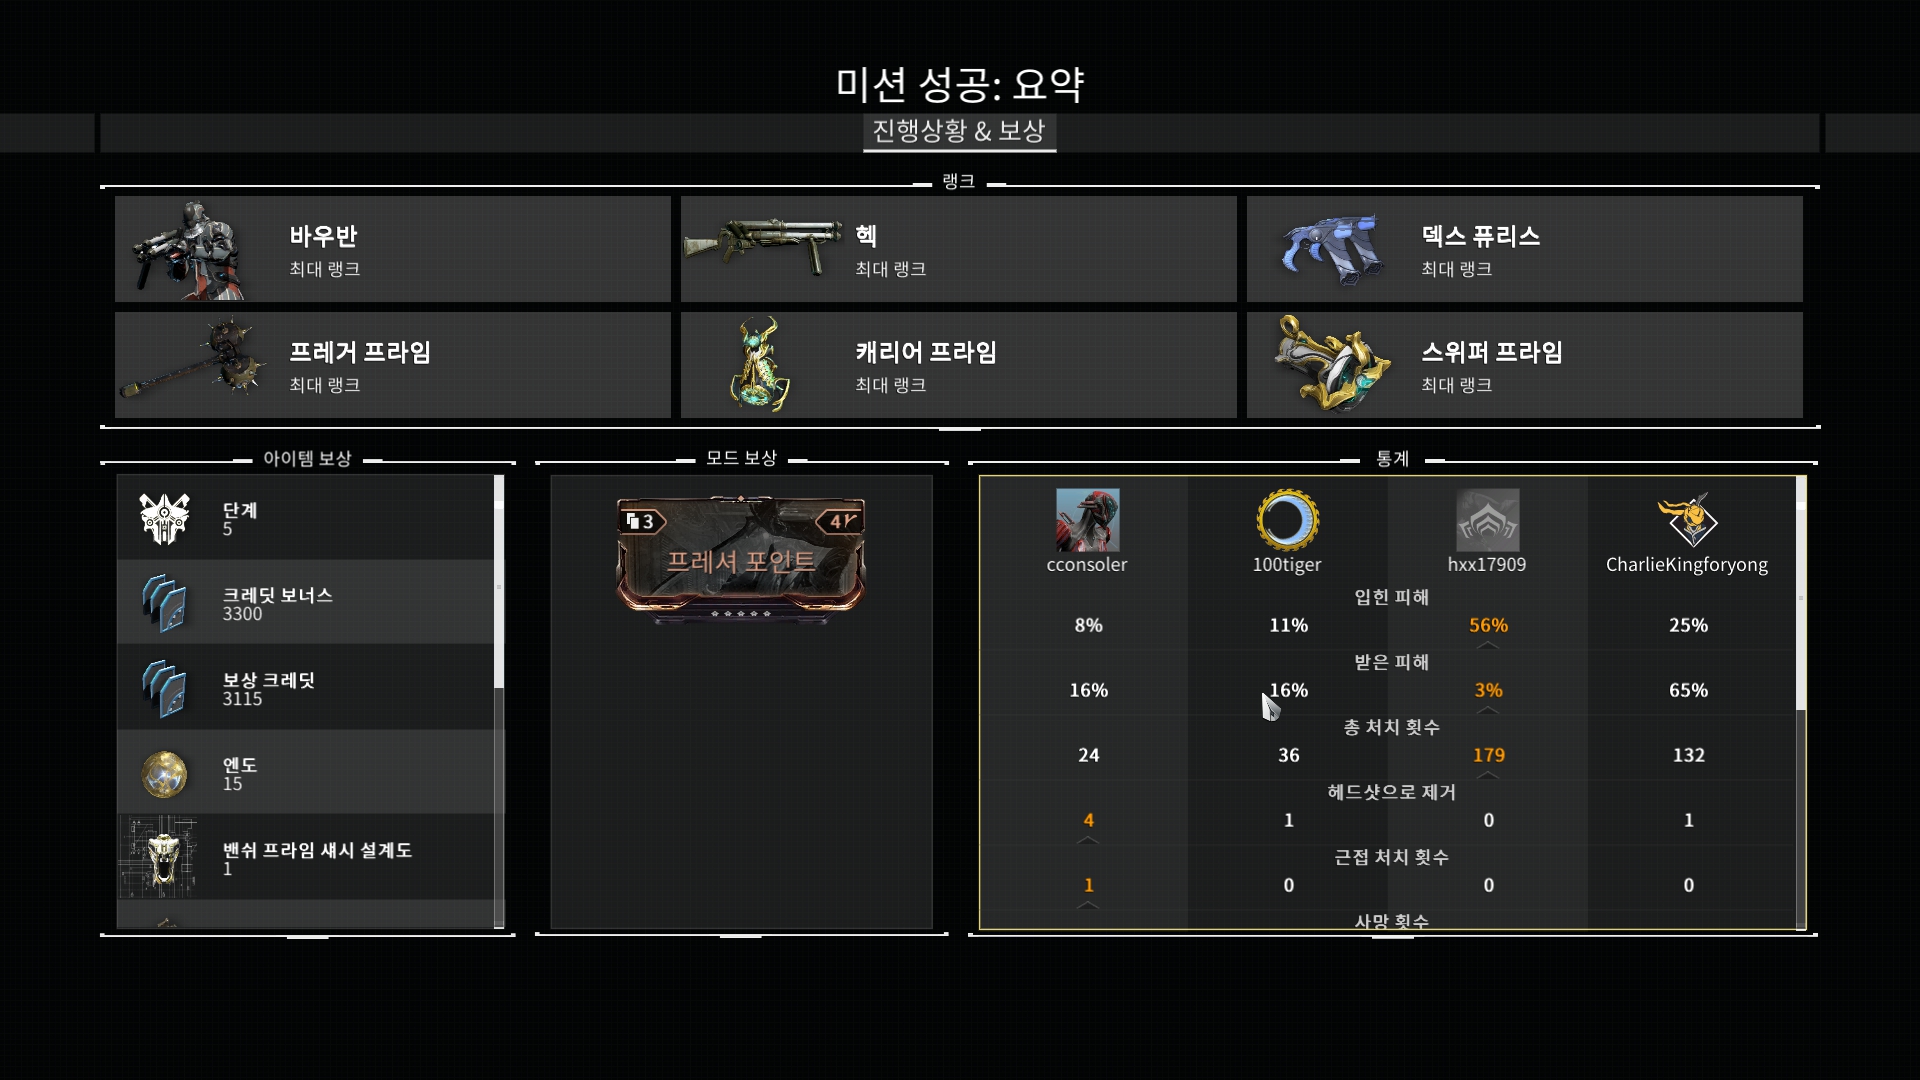 미션 성공: 요약
진행상황 & 보상
랭크
바우반
최대 랭크
헥
최대 랭크
덱스 퓨리스
최대 랭크
프레거 프라임
최대 랭크
캐리어 프라임
최대 랭크
스위퍼 프라임
최대 랭크
아이템 보상
단계
5
크레딧 보너스
3300
보상 크레딧
3115
엔도
15
밴쉬 프라임 섀시 설계도
1
모드 보상
3
4
프레셔 포인트
통계
cconsoler 100tiger hxx17909 CharlieKingforyong
입힌 피해
8% 11% 56% 25%
받은 피해
16% 16% 3% 65%
총 처치 횟수
24 36 179 132
헤드샷으로 제거
4 1 0 1
근접 처치 횟수
1 0 0 0
사망 횟수